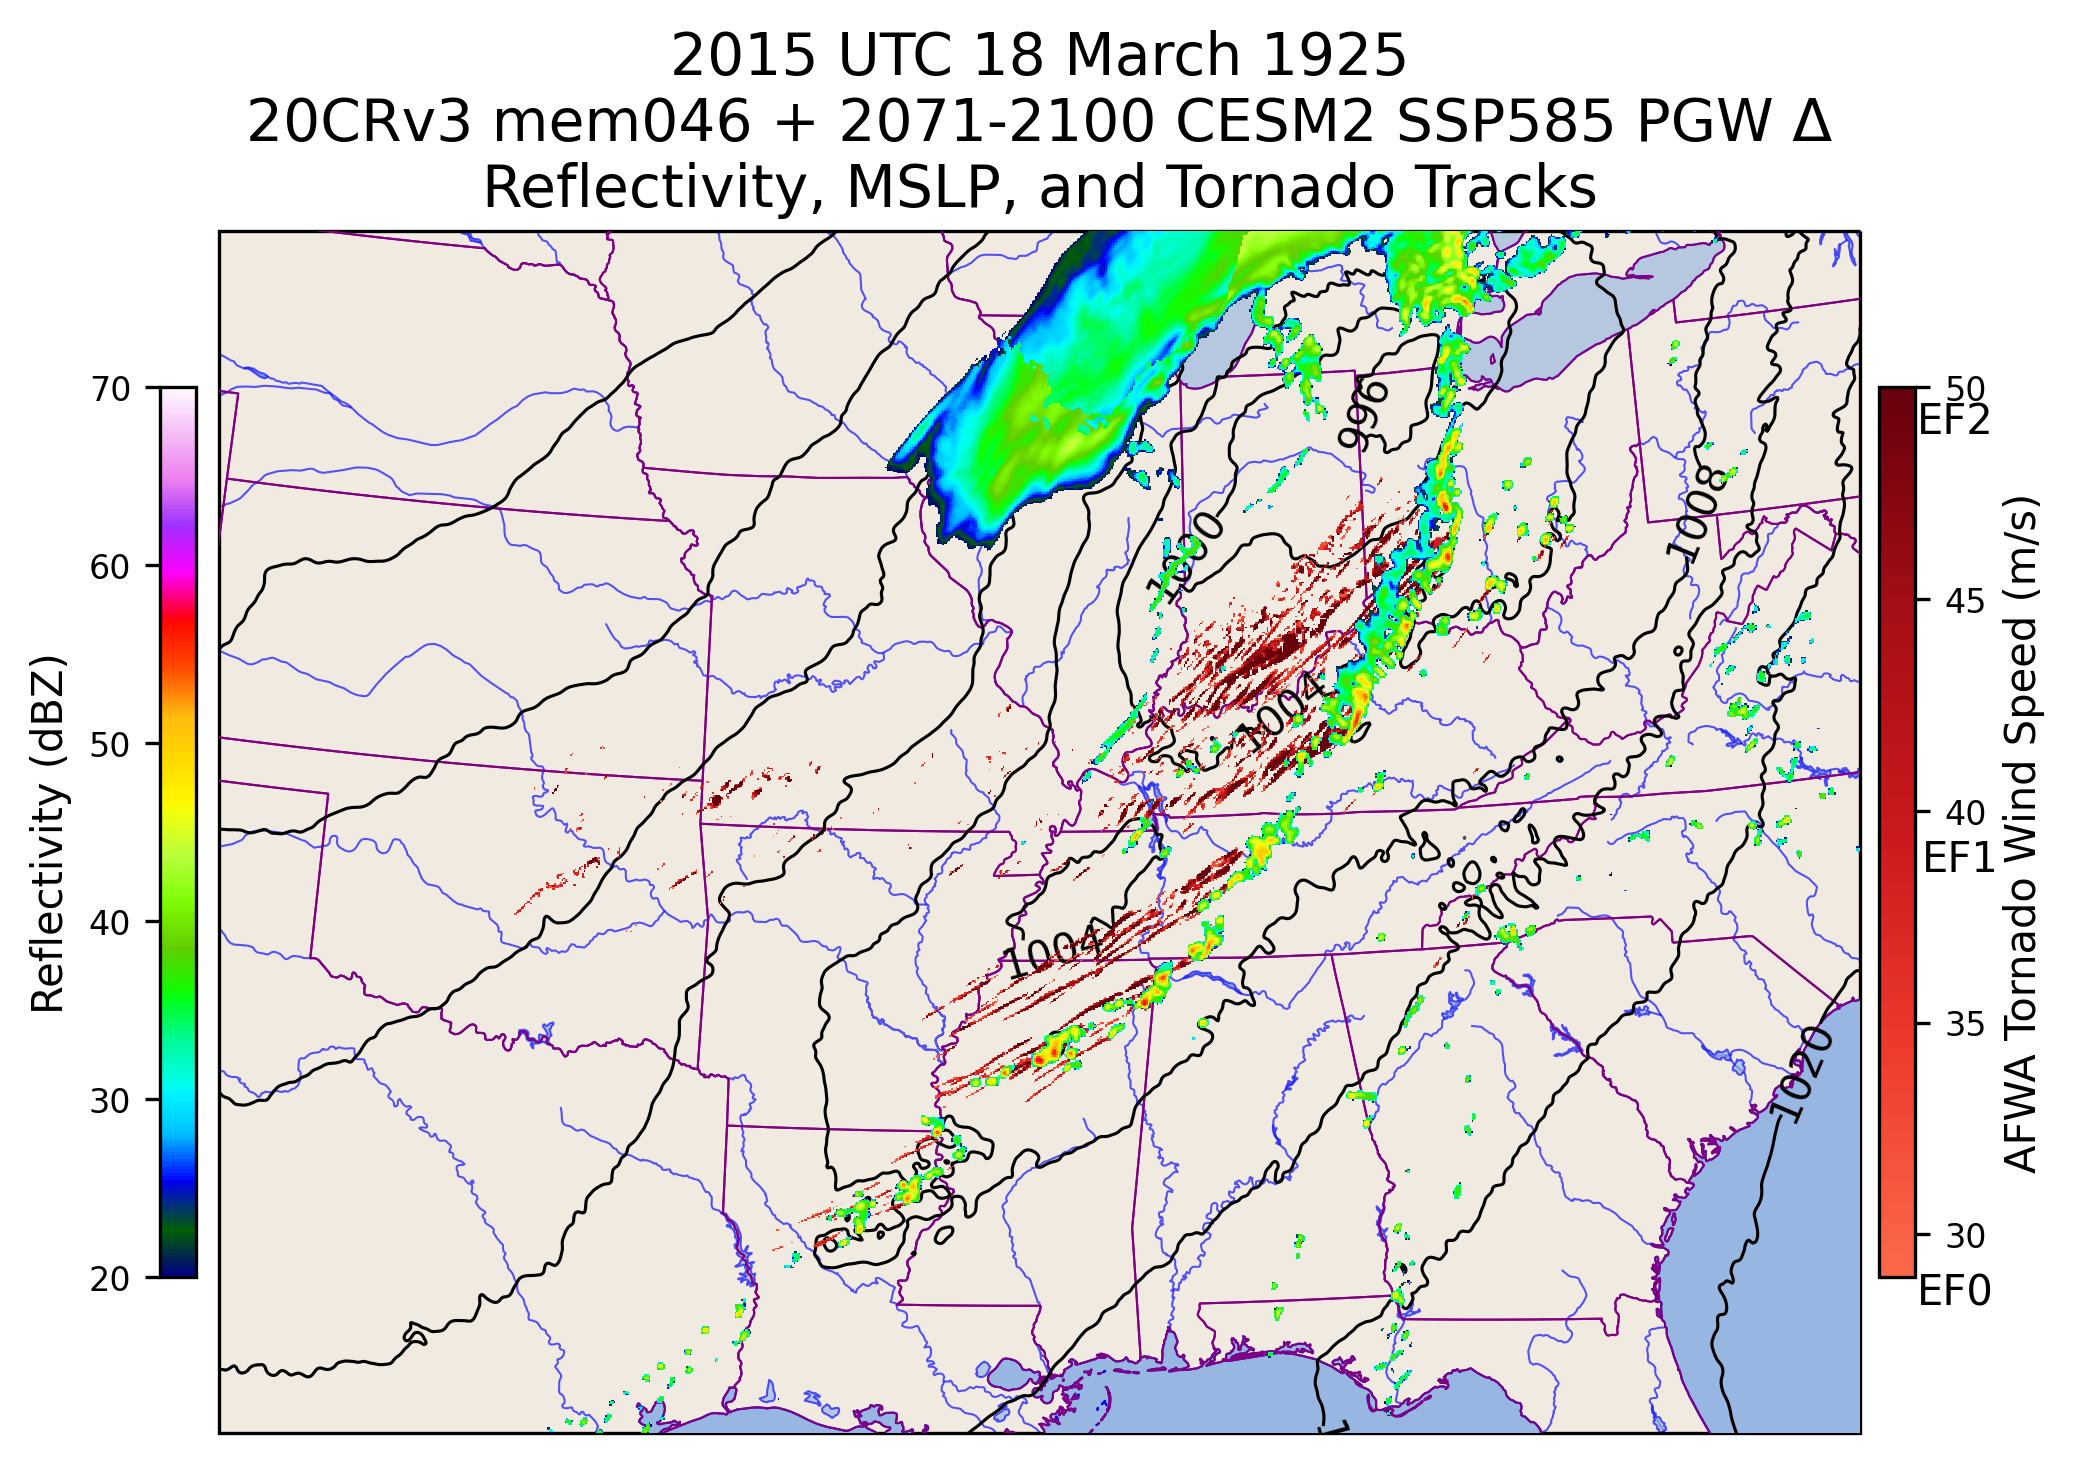 2015 UTC 18 March 1925
20CRv3 mem046 + 2071-2100 CESM2 SSP585 PGW Δ
Reflectivity, MSLP, and Tornado Tracks
Reflectivity (dBZ)
70
60
50
40
30
20
996
1000
1008
1004
1004
1020
50
EF2
45
40
EF1
35
30
EF0
AFWA Tornado Wind Speed (m/s)